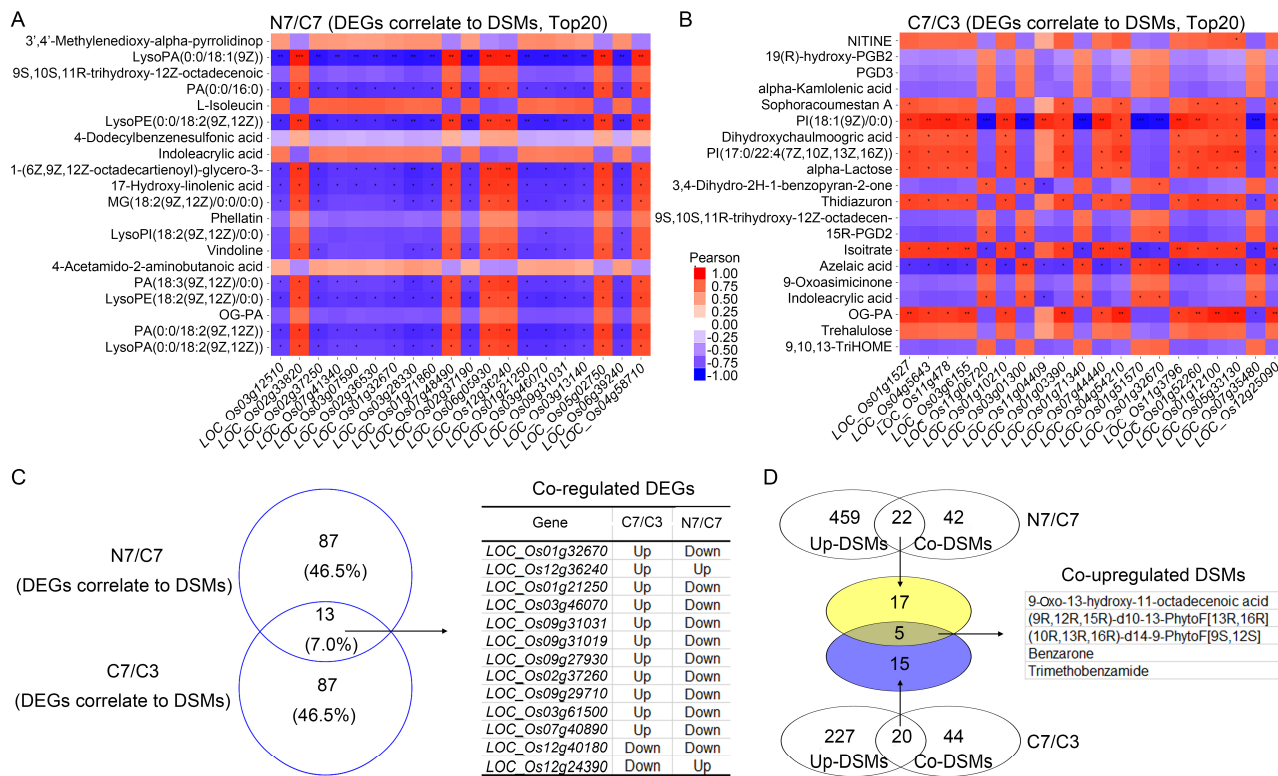 A
N7/C7 (DEGs correlate to DSMs, Top20)
3',4'-Methylenedioxy-alpha-pyrrolidinop
LysoPA(0:0/18:1(9Z))
9S,10S,11R-trihydroxy-12Z-octadecenoic
PA(0:0/16:0)
L-Isoleucin
LysoPE(0:0/18:2(9Z,12Z))
4-Dodecylbenzenesulfonic acid
Indoleacrylic acid
1-(6Z,9Z,12Z-octadecartienoyl)-glycero-3-
17-Hydroxy-linolenic acid
MG(18:2(9Z,12Z)/0:0/0:0)
Phellatin
LysoPI(18:2(9Z,12Z)/0:0)
Vindoline
4-Acetamido-2-aminobutanoic acid
PA(18:3(9Z,12Z)/0:0)
LysoPE(18:2(9Z,12Z)/0:0)
OG-PA
PA(0:0/18:2(9Z,12Z))
LysoPA(0:0/18:2(9Z,12Z))
LOC_Os03g12510
LOC_Os02g53820
LOC_Os02g37250
LOC_Os07g41340
LOC_Os03g17590
LOC_Os02g36530
LOC_Os01g32670
LOC_Os03g28330
LOC_Os01g71860
LOC_Os07g48490
LOC_Os02g37190
LOC_Os06g05930
LOC_Os12g36240
LOC_Os01g21250
LOC_Os03g46070
LOC_Os09g31031
LOC_Os03g13140
LOC_Os05g02750
LOC_Os06g39240
LOC_Os04g58710
Pearson
1.00
0.75
0.50
0.25
0.00
-0.25
-0.50
-0.75
-1.00
B
C7/C3 (DEGs correlate to DSMs, Top20)
NITINE
19(R)-hydroxy-PGB2
PGD3
alpha-Kamlolenic acid
Sophoracoumestan A
PI(18:1(9Z)/0:0)
Dihydroxychaulmoogric acid
PI(17:0/22:4(7Z,10Z,13Z,16Z))
alpha-Lactose
3,4-Dihydro-2H-1-benzopyran-2-one
Thidiazuron
9S,10S,11R-trihydroxy-12Z-octadecen-
15R-PGD2
Isoitrate
Azelaic acid
9-Oxoasimicinone
Indoleacrylic acid
OG-PA
Trehalulose
9,10,13-TriHOME
LOC_Os01g1527
LOC_Os04g5643
LOC_Os11g478
LOC_Os03g6155
LOC_Os11g06720
LOC_Os01g10210
LOC_Os03g01300
LOC_Os11g04409
LOC_Os01g03390
LOC_Os01g71340
LOC_Os07g44440
LOC_Os04g54210
LOC_Os01g51570
LOC_Os01g32670
LOC_Os11g3796
LOC_Os01g52260
LOC_Os01g12100
LOC_Os05g33130
LOC_Os07g35480
LOC_Os12g25090
C
N7/C7
(DEGs correlate to DSMs)
87
(46.5%)
13
(7.0%)
C7/C3
(DEGs correlate to DSMs)
87
(46.5%)
Co-regulated DEGs
Gene C7/C3 N7/C7
LOC_Os01g32670 Up Down
LOC_Os12g36240 Up Up
LOC_Os01g21250 Up Down
LOC_Os03g46070 Up Down
LOC_Os09g31031 Up Down
LOC_Os09g31019 Up Down
LOC_Os09g27930 Up Down
LOC_Os02g37260 Up Down
LOC_Os09g29710 Up Down
LOC_Os03g61500 Up Down
LOC_Os07g40890 Up Down
LOC_Os12g40180 Down Down
LOC_Os12g24390 Down Up
D
459 22 42
Up-DSMs Co-DSMs
N7/C7
17
5
15
Co-upregulated DSMs
9-Oxo-13-hydroxy-11-octadecenoic acid
(9R,12R,15R)-d10-13-PhytoF[13R,16R]
(10R,13R,16R)-d14-9-PhytoF[9S,12S]
Benzarone
Trimethobenzamide
227 20 44
Up-DSMs Co-DSMs
C7/C3